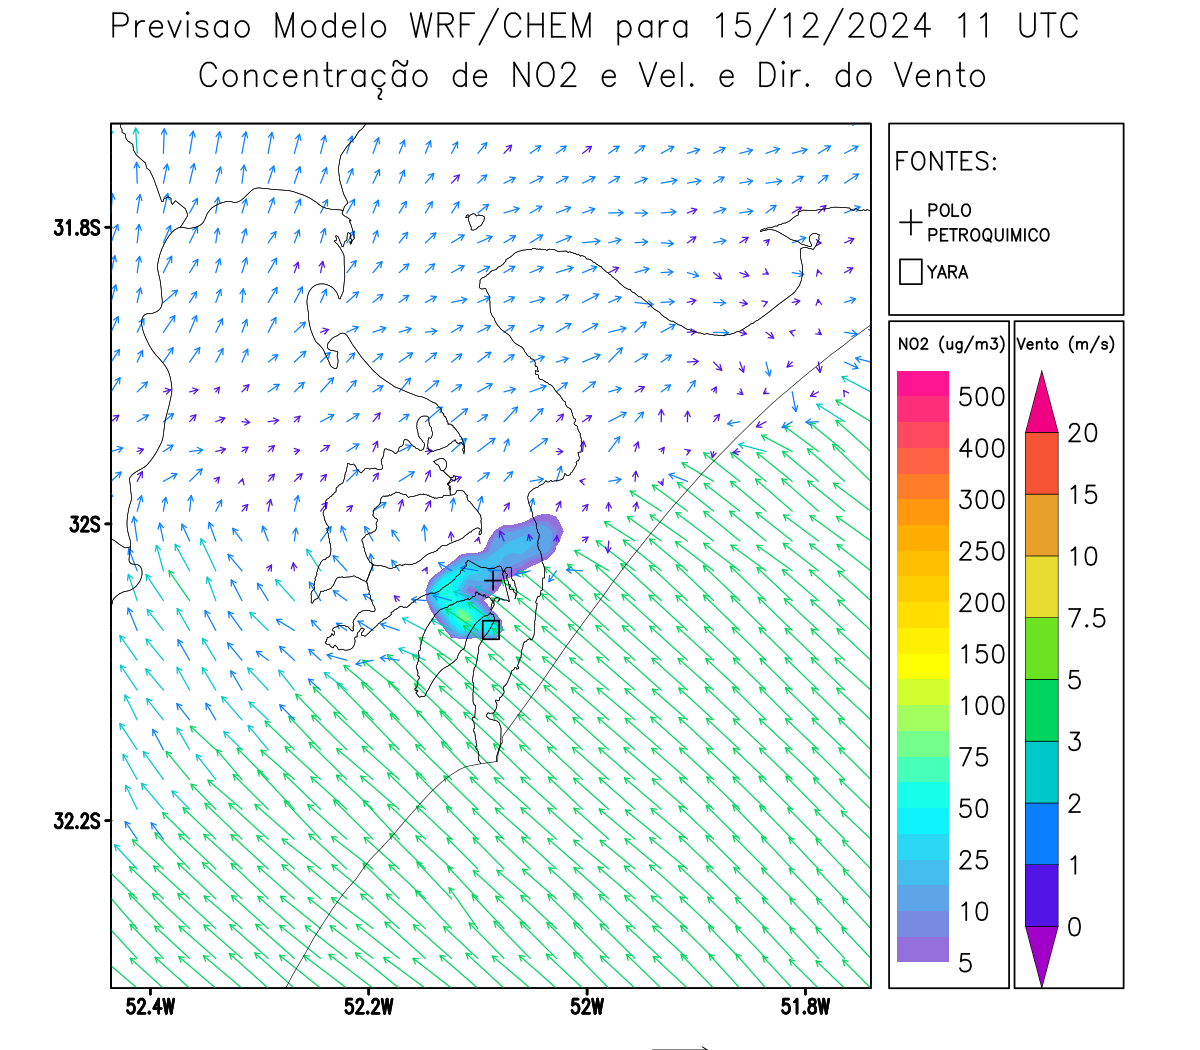 Previsao Modelo WRF/CHEM para 15/12/2024 11 UTC
Concentração de NO2 e Vel. e Dir. do Vento
FONTES:
POLO
PETROQUIMICO
YARA
NO2 (ug/m3)
500
400
300
250
200
150
100
75
50
25
10
5
Vento (m/s)
20
15
10
7.5
5
3
2
1
0
31.8S
32S
32.2S
52.4W
52.2W
52W
51.8W